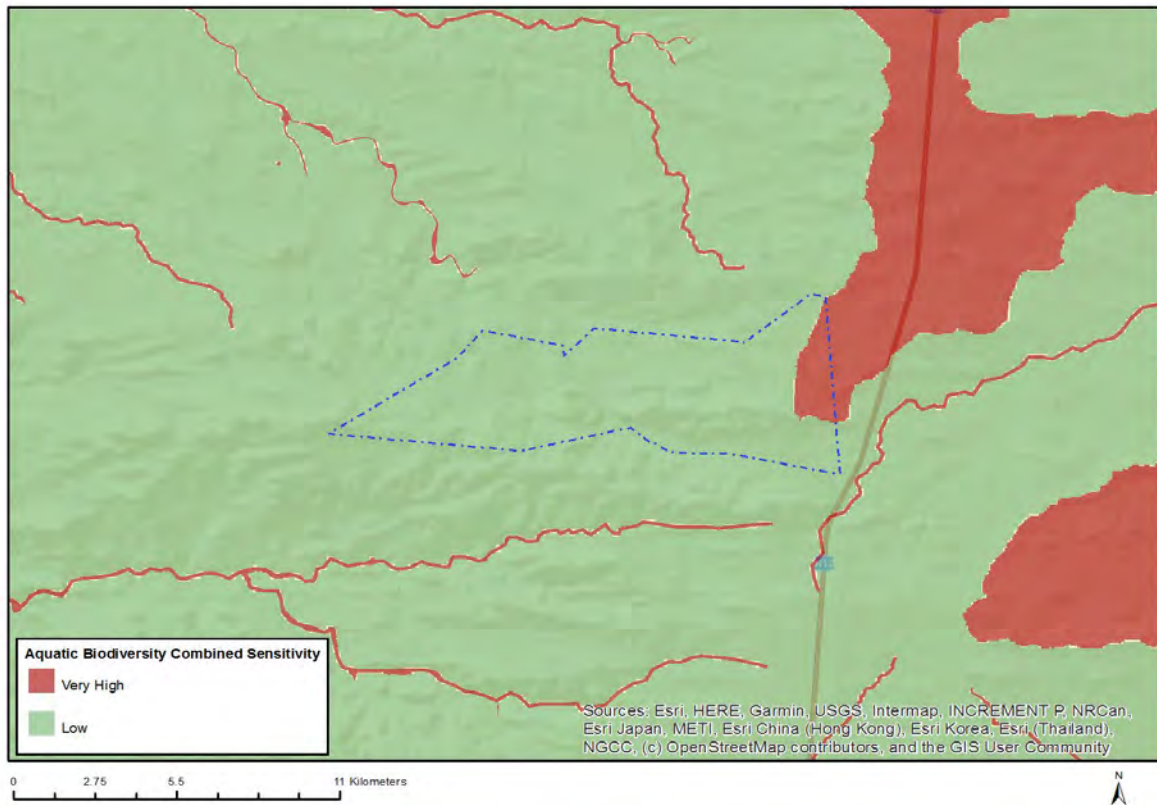 Aquatic Biodiversity Combined Sensitivity
Very High
Low
Sources: Esri, HERE, Garmin, USGS, Intermap, INCREMENT P, NRCan,
Esri Japan, METI, Esri China (Hong Kong), Esri Korea, Esri (Thailand),
NGCC, (c) OpenStreetMap contributors, and the GIS User Community
0 2.75 5.5 11 Kilometers
N